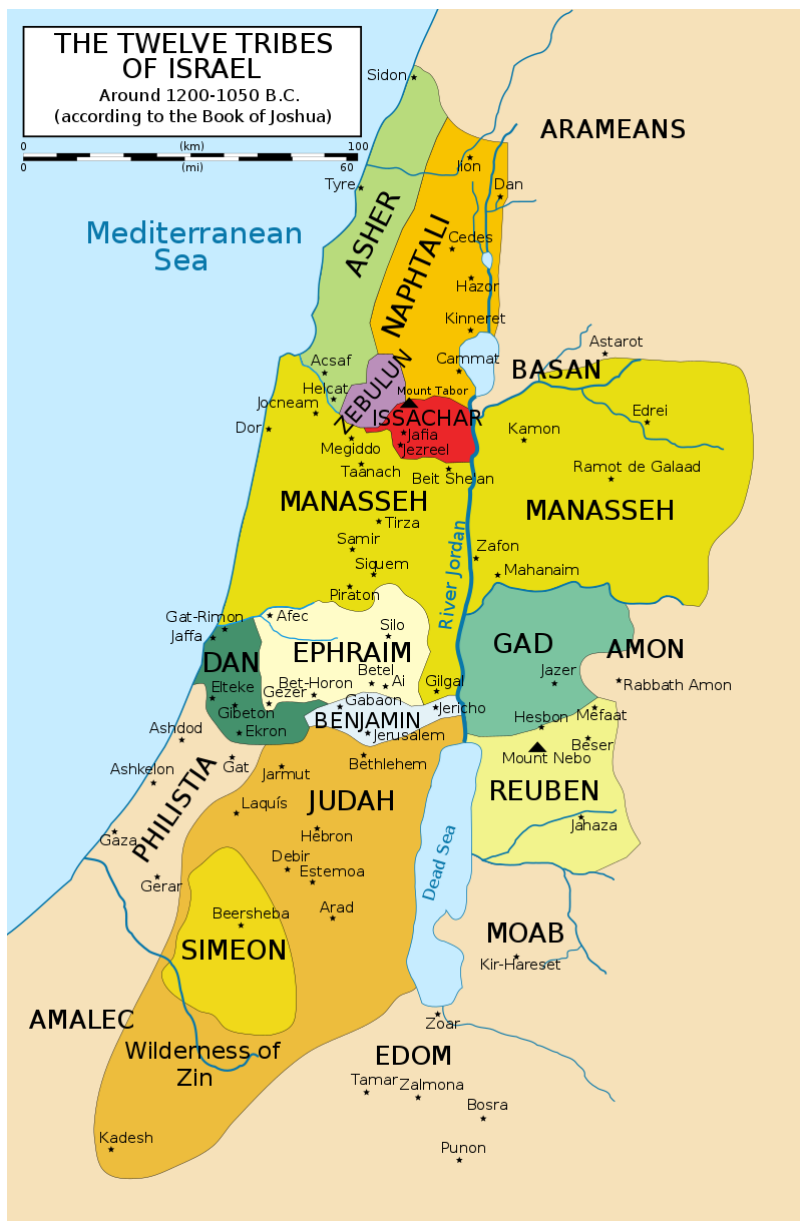 THE TWELVE TRIBES
OF ISRAEL
Around 1200-1050 B.C.
(according to the Book of Joshua)
0 (km) 100
0 (mi) 60
Sidon
ARAMEANS
Ilon
Tyre
Dan
ASHER
NAPHTALI
Mediterranean
Sea
Cedes
Hazor
Kinneret
Astarot
Acsaf
Cammat
BASAN
ZEBULUN
Helcat
Mount Tabor
Jocneam
ISSACHAR
Edrei
Dor
Jafia
Kamon
Megiddo
Jezreel
Taanach
Beit Shean
Ramot de Galaad
MANASSEH
MANASSEH
Tirza
Samir
River Jordan
Zafon
Siquem
Mahanaim
Piraton
Gat-Rimon
Afec
Jaffa
Silo
GAD
AMON
DAN
EPHRAIM
Betel
Jazer
Elteke
Bet-Horon
Ai
Gilgal
Rabbath Amon
Gezer
Gabaon
Jericho
Gibeton
BENJAMIN
Hesbon
Mefaat
Ashdod
Ekron
Jerusalem
Beser
Gat
Bethlehem
Mount Nebo
Ashkelon
Jarmut
PHILISTIA
JUDAH
REUBEN
Laquís
Gaza
Hebron
Jahaza
Dead Sea
Debir
Gerar
Estemoa
Beersheba
Arad
SIMEON
MOAB
Kir-Hareset
AMALEC
Zoar
Wilderness of
Zin
EDOM
Tamar
Zalmona
Bosra
Kadesh
Punon